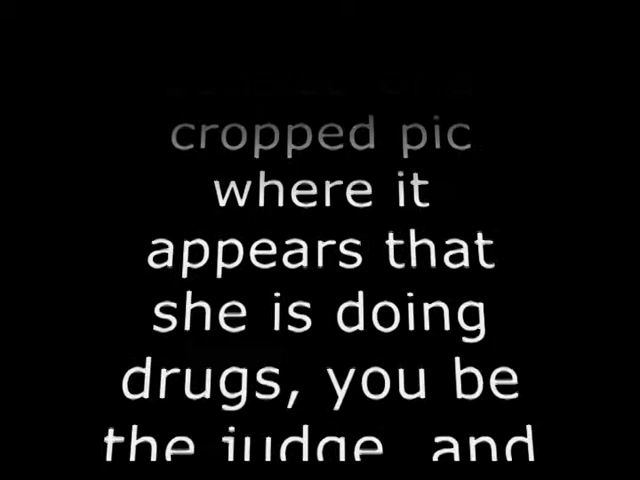 cropped pic
where it
appears that
she is doing
drugs, you be
the judge, and